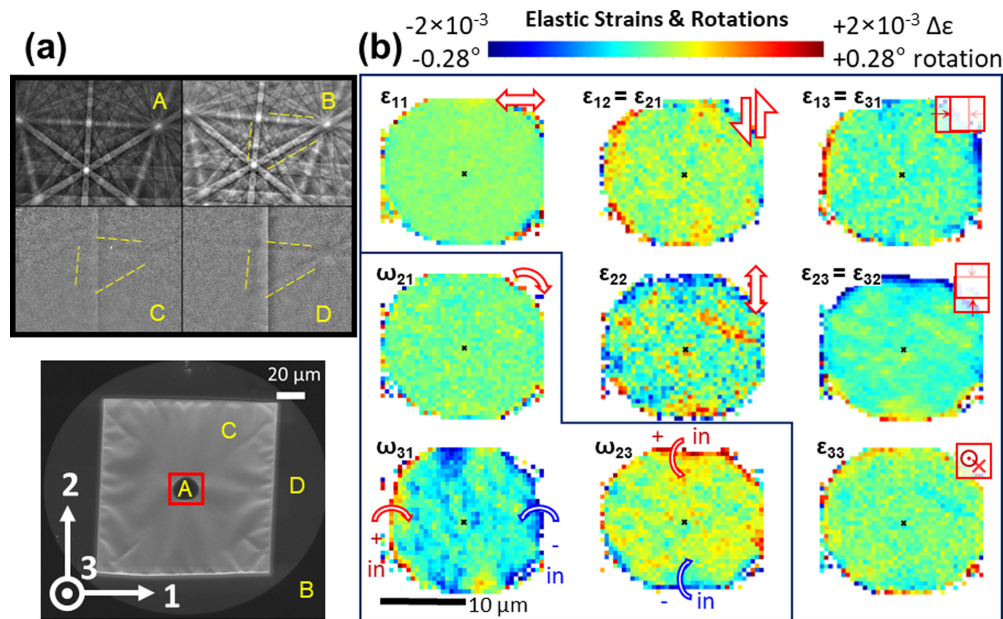 (a)
(b)
-2×10⁻³ Elastic Strains & Rotations +2×10⁻³ Δε
-0.28° +0.28° rotation
A
B
C
D
ε₁₁
ε₁₂ = ε₂₁
ε₁₃ = ε₃₁
ω₂₁
ε₂₂
ε₂₃ = ε₃₂
ω₃₁
+
in
-
in
ω₂₃
+ in
- in
ε₃₃
10 μm
20 μm
C
A
D
B
2
3
1